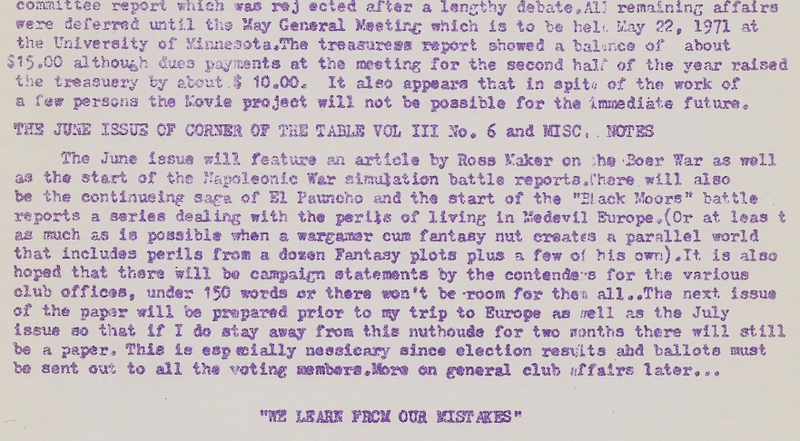 committee report which was rej ected after a lengthy debate.All remaining affairs
were deferred until the May General Meeting which is to be held May 22, 1971 at
the University of Minnesota.The treasuress report showed a balance of about
$15.00 although dues payments at the meeting for the second half of the year raised
the treasuery by about $ 10.00. It also appears that in spite of the work of
a few persons the Movie project will not be possible for the immediate future.
THE JUNE ISSUE OF CORNER OF THE TABLE VOL III No. 6 and MISC. . NOTES
The June issue will feature an article by Ross Maker on the Boer War as well
as the start of the Napoleonic War simulation battle reports.There will also
be the continueing saga of El Pauncho and the start of the "Black Moors" battle
reports a series dealing with the perils of living in Medevil Europe.(Or at leas t
as much as is possible when a wargamer cum fantasy nut creates a parallel world
that includes perils from a dozen Fantasy plots plus a few of his own).It is also
hoped that there will be campaign statements by the contenders for the various
club offices, under 150 words or there won't be room for them all..The next issue
of the paper will be prepared prior to my trip to Europe as well as the July
issue so that if I do stay away from this nuthoude for two months there will still
be a paper. This is esp ecially nessicary since election results ahd ballots must
be sent out to all the voting members.More on general club affairs later...
"WE LEARN FROM OUR MISTAKES"